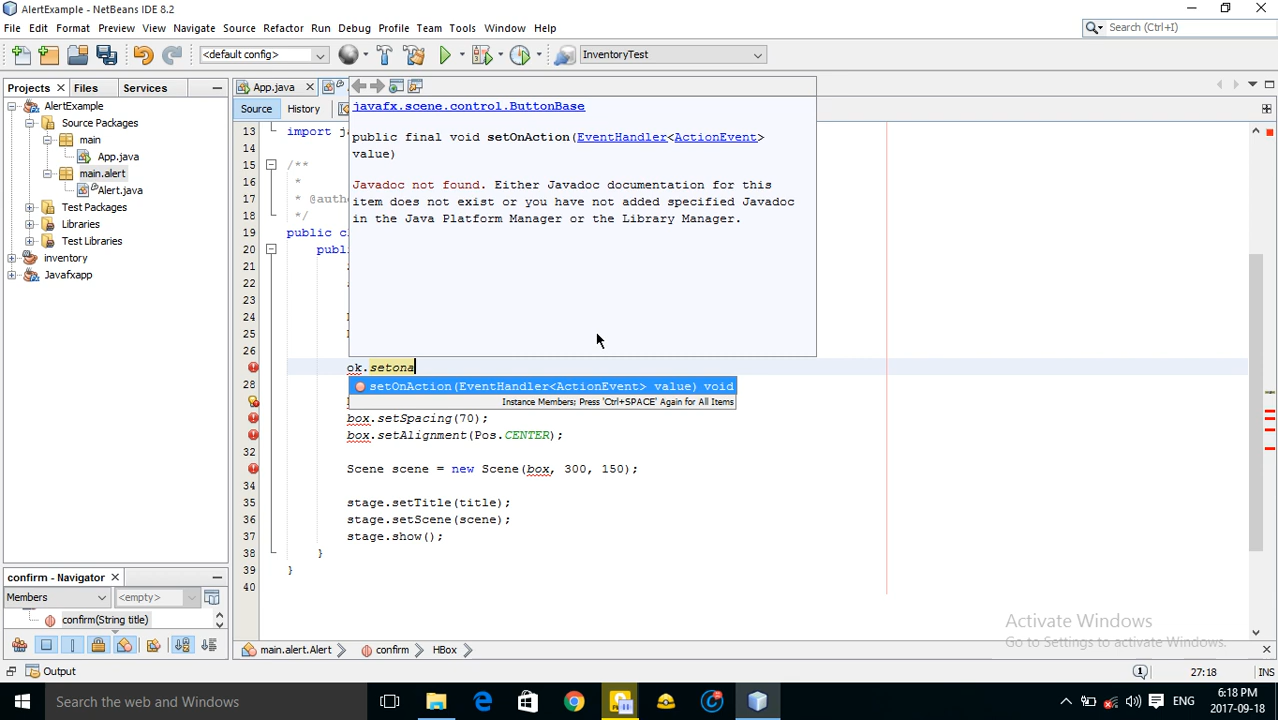 AlertExample - NetBeans IDE 8.2
File Edit Format Preview View Navigate Source Refactor Run Debug Profile Team Tools Window Help
Search (Ctrl+I)
<default config>
InventoryTest
Projects Files Services
App.java
AlertExample
Source Packages
main
App.java
main.alert
Alert.java
Test Packages
Libraries
Test Libraries
inventory
Javafxapp
Source History
javafx.scene.control.ButtonBase
public final void setOnAction(EventHandler<ActionEvent>
value)
Javadoc not found. Either Javadoc documentation for this
item does not exist or you have not added specified Javadoc
in the Java Platform Manager or the Library Manager.
13 import
14
15 /**
16 *
17 * @auth
18 */
19 public c
20 publ
21
22
23
24
25
26
ok.setona
setOnAction(EventHandler<ActionEvent> value) void
Instance Members; Press 'Ctrl+SPACE' Again for All Items
28
box.setSpacing(70);
box.setAlignment(Pos.CENTER);
32
Scene scene = new Scene(box, 300, 150);
34
35 stage.setTitle(title);
36 stage.setScene(scene);
37 stage.show();
38 }
39 }
40
confirm - Navigator
Members <empty>
confirm(String title)
Activate Windows
Go to Settings to activate Windows.
main.alert.Alert confirm HBox
Output
27:18 INS
Search the web and Windows
ENG
6:18 PM
2017-09-18